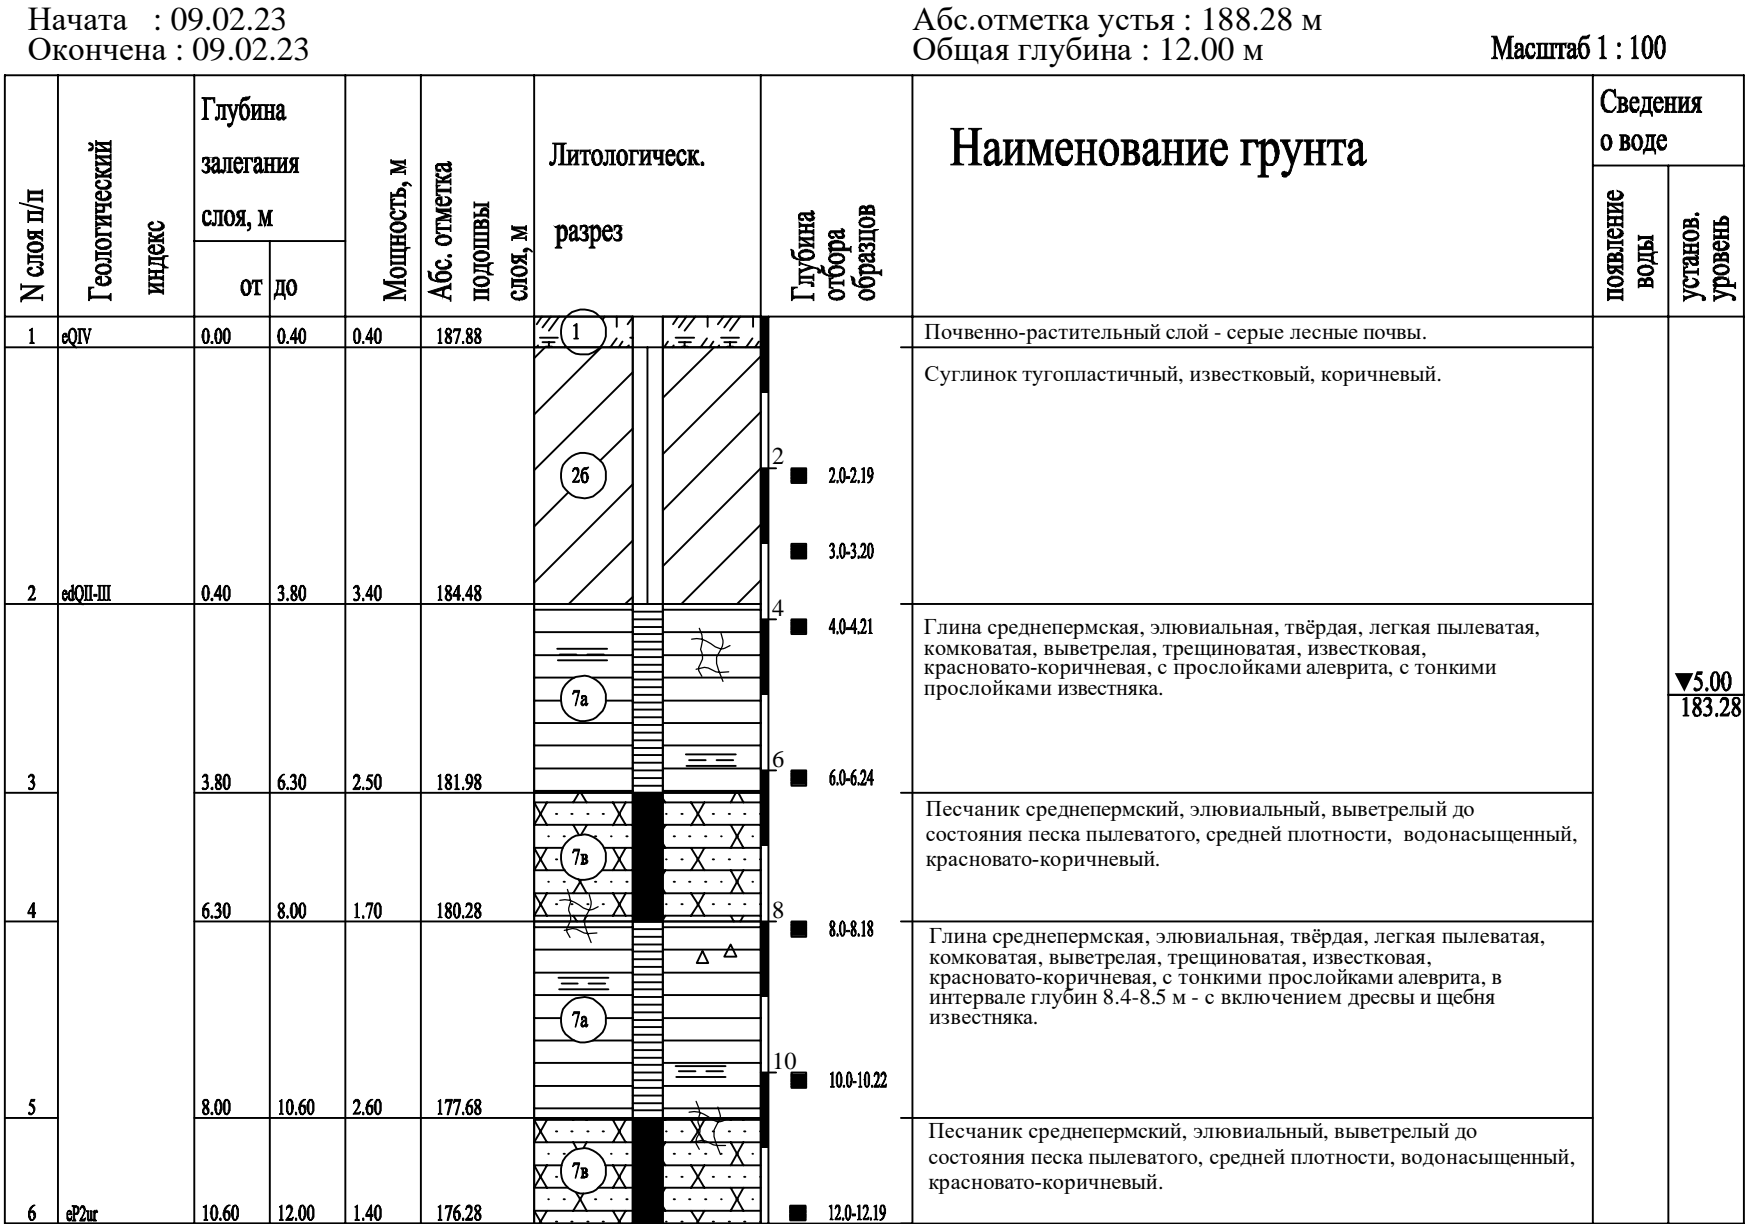 Начата : 09.02.23
Окончена : 09.02.23
Абс.отметка устья : 188.28 м
Общая глубина : 12.00 м
Масштаб 1 : 100
N слоя п/п
Геологический
индекс
Глубина
залегания
слоя, м
от до
Мощность, м
Абс. отметка
подошвы
слоя, м
Литологическ.
разрез
Глубина
отбора
образцов
Наименование грунта
Сведения
о воде
появление
воды
установ.
уровень
1 eQIV 0.00 0.40 0.40 187.88
1
Почвенно-растительный слой - серые лесные почвы.
Суглинок тугопластичный, известковый, коричневый.
2
2б
2.0-2.19
3.0-3.20
2 edQII-III 0.40 3.80 3.40 184.48
4
4.0-4.21
Глина среднепермская, элювиальная, твёрдая, легкая пылеватая,
комковатая, выветрелая, трещиноватая, известковая,
красновато-коричневая, с прослойками алеврита, с тонкими
прослойками известняка.
7а
▼5.00
183.28
6
6.0-6.24
3 3.80 6.30 2.50 181.98
Песчаник среднепермский, элювиальный, выветрелый до
состояния песка пылеватого, средней плотности, водонасыщенный,
красновато-коричневый.
7в
4 6.30 8.00 1.70 180.28
8
8.0-8.18
Глина среднепермская, элювиальная, твёрдая, легкая пылеватая,
комковатая, выветрелая, трещиноватая, известковая,
красновато-коричневая, с тонкими прослойками алеврита, в
интервале глубин 8.4-8.5 м - с включением дресвы и щебня
известняка.
7а
10
10.0-10.22
5 8.00 10.60 2.60 177.68
Песчаник среднепермский, элювиальный, выветрелый до
состояния песка пылеватого, средней плотности, водонасыщенный,
красновато-коричневый.
7в
6 eP2ur 10.60 12.00 1.40 176.28
12.0-12.19